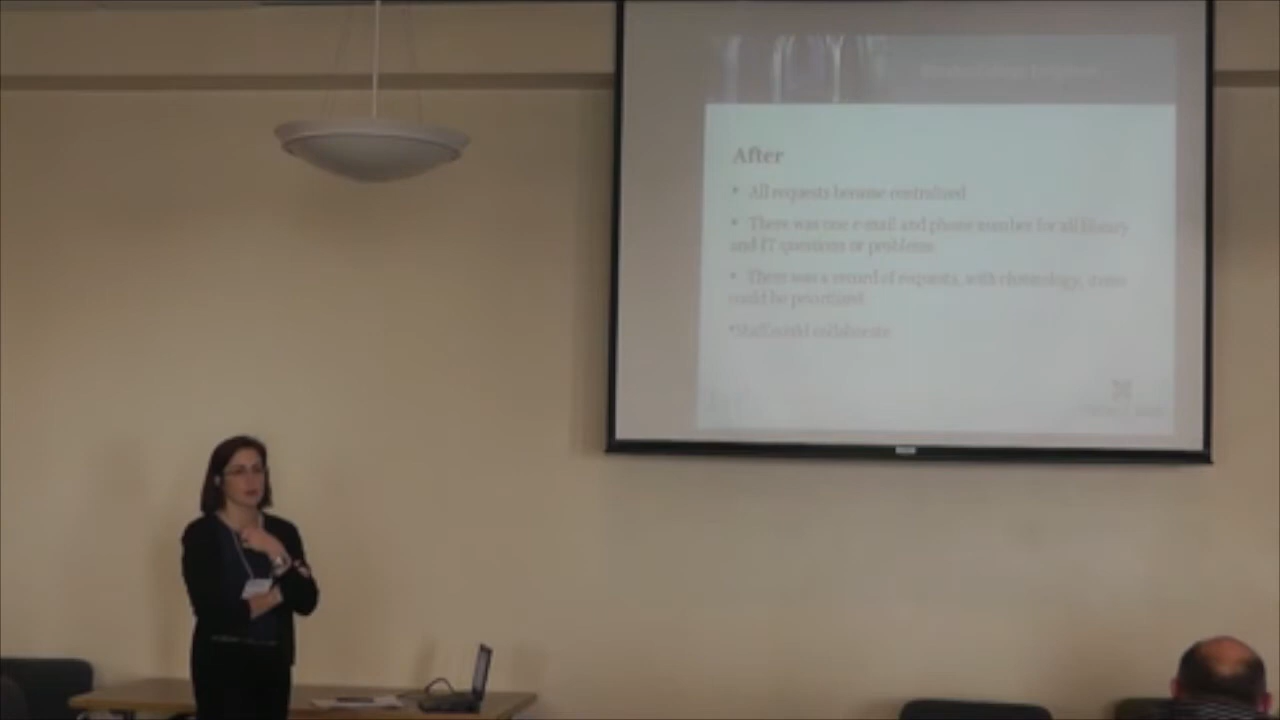 After
• All requests became centralized
• There was one e-mail and phone number for all library
and IT questions or problems
• There was a record of requests, with chronology, items
could be prioritized
•Staff could collaborate